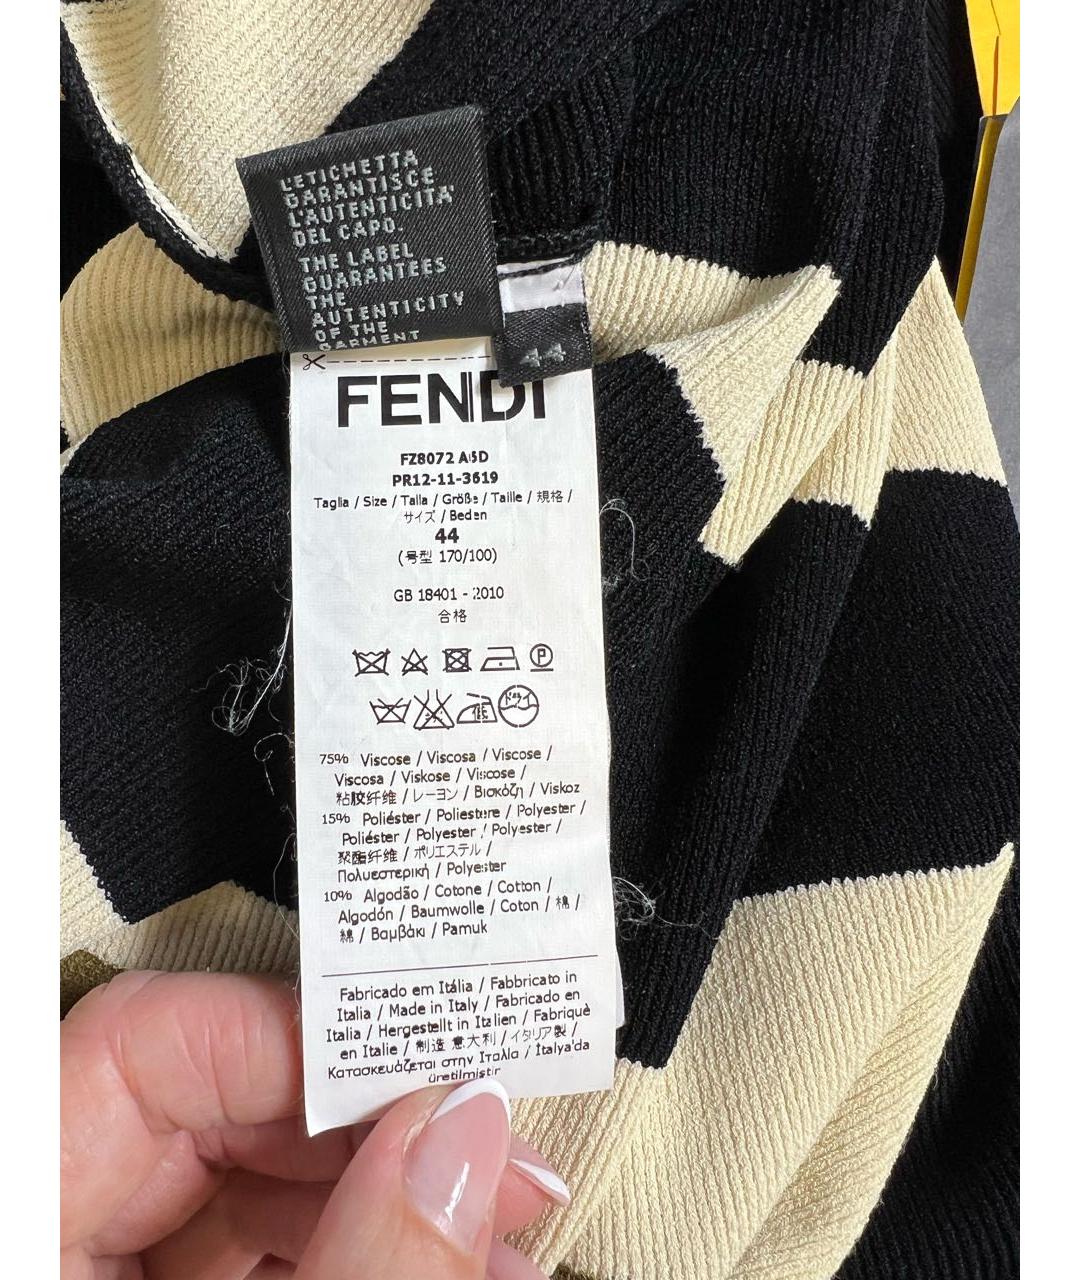 L'ETICHETTA
GARANTISCE
L'AUTENTICITA'
DEL CAPO.
THE LABEL
GUARANTEES
THE
AUTENTICITY
OF THE
GARMENT
44
FENDI
FZ8072 A5D
PR12-11-3619
Taglia / Size / Talla / Größe / Taille / 規格 /
サイズ / Beden
44
(号型 170/100)
GB 18401 - 2010
合格
P
ドライ
75% Viscose / Viscosa / Viscose /
Viscosa / Viskose / Viscose /
粘胶纤维 / レーヨン / Βισκόζη / Viskoz
15% Poliéster / Poliestere / Polyester /
Poliéster / Polyester / Polyester /
聚酯纤维 / ポリエステル /
Πολυεστερική / Polyester
10% Algodão / Cotone / Cotton /
Algodón / Baumwolle / Coton / 棉 /
綿 / Βαμβάκι / Pamuk
Fabricado em Itália / Fabbricato in
Italia / Made in Italy / Fabricado en
Italia / Hergestellt in Italien / Fabriquè
en Italie / 制造 意大利 / イタリア製 /
Κατασκευάζεται στην Ιταλία / İtalya'da
üretilmiştir